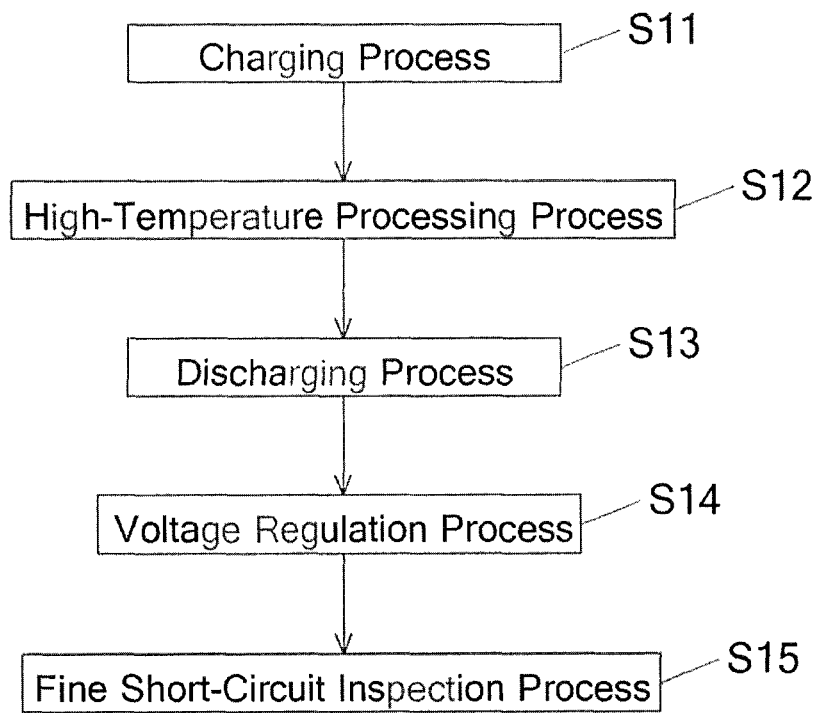 Charging Process
S11
High-Temperature Processing Process
S12
Discharging Process
S13
Voltage Regulation Process
S14
Fine Short-Circuit Inspection Process
S15